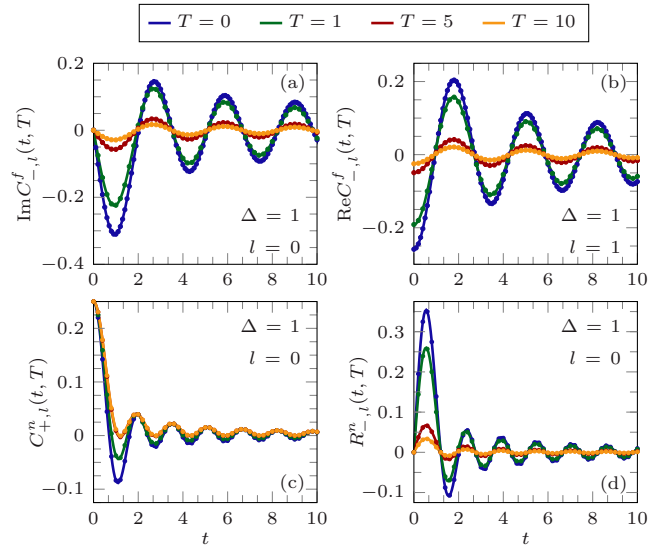 T = 0 T = 1 T = 5 T = 10
0.2
0
−0.2
−0.4
ImC^f_{−,l}(t, T)
(a)
Δ = 1
l = 0
0 2 4 6 8 10
0.2
0
−0.2
ReC^f_{−,l}(t, T)
(b)
Δ = 1
l = 1
0 2 4 6 8 10
0.2
0.1
0
−0.1
C^n_{+,l}(t, T)
Δ = 1
l = 0
(c)
0 2 4 6 8 10
t
0.3
0.2
0.1
0
−0.1
R^n_{−,l}(t, T)
Δ = 1
l = 0
(d)
0 2 4 6 8 10
t